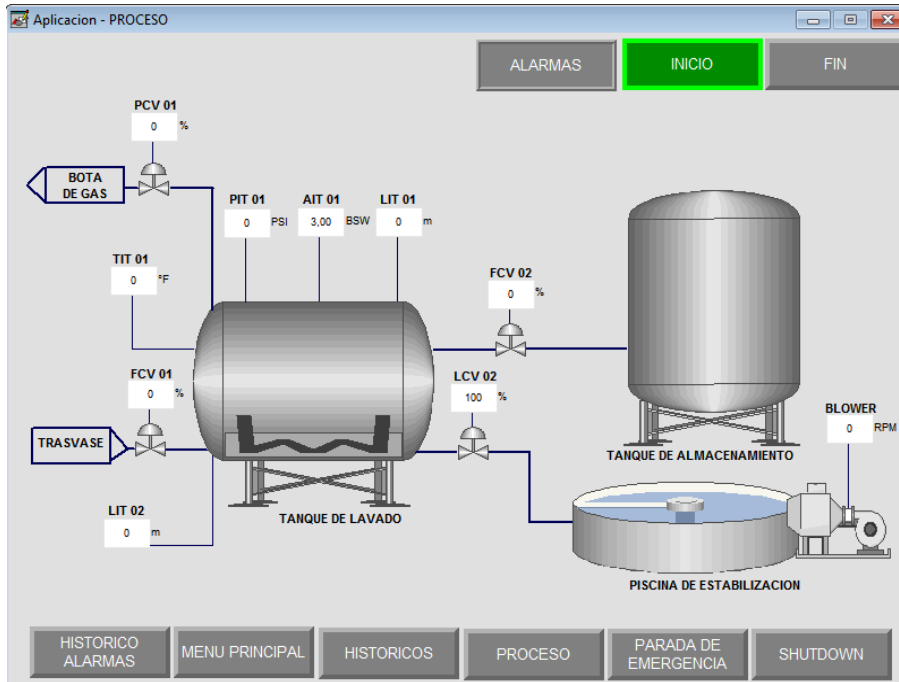 Aplicacion - PROCESO
ALARMAS
INICIO
FIN
PCV 01
0 %
BOTA
DE GAS
PIT 01
0 PSI
AIT 01
3,00 BSW
LIT 01
0 m
TIT 01
0 °F
FCV 02
0 %
FCV 01
0 %
LCV 02
100 %
BLOWER
0 RPM
TRASVASE
TANQUE DE ALMACENAMIENTO
LIT 02
0 m
TANQUE DE LAVADO
PISCINA DE ESTABILIZACION
HISTORICO
ALARMAS
MENU PRINCIPAL
HISTORICOS
PROCESO
PARADA DE
EMERGENCIA
SHUTDOWN